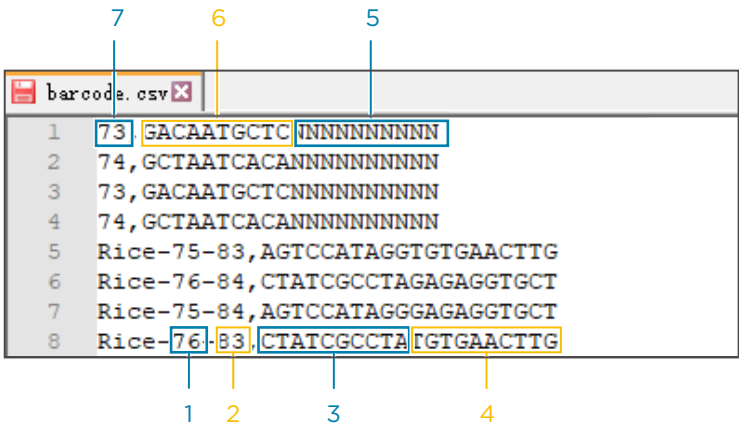 7 6 5
barcode.csv
1 73,GACAATGCTCNNNNNNNNNN
2 74,GCTAATCACANNNNNNNNNN
3 73,GACAATGCTCNNNNNNNNNN
4 74,GCTAATCACANNNNNNNNNN
5 Rice-75-83,AGTCCATAGGTGTGAACTTG
6 Rice-76-84,CTATCGCCTAGAGAGGTGCT
7 Rice-75-84,AGTCCATAGGGAGAGGTGCT
8 Rice-76-83,CTATCGCCTATGTGAACTTG
1 2 3 4